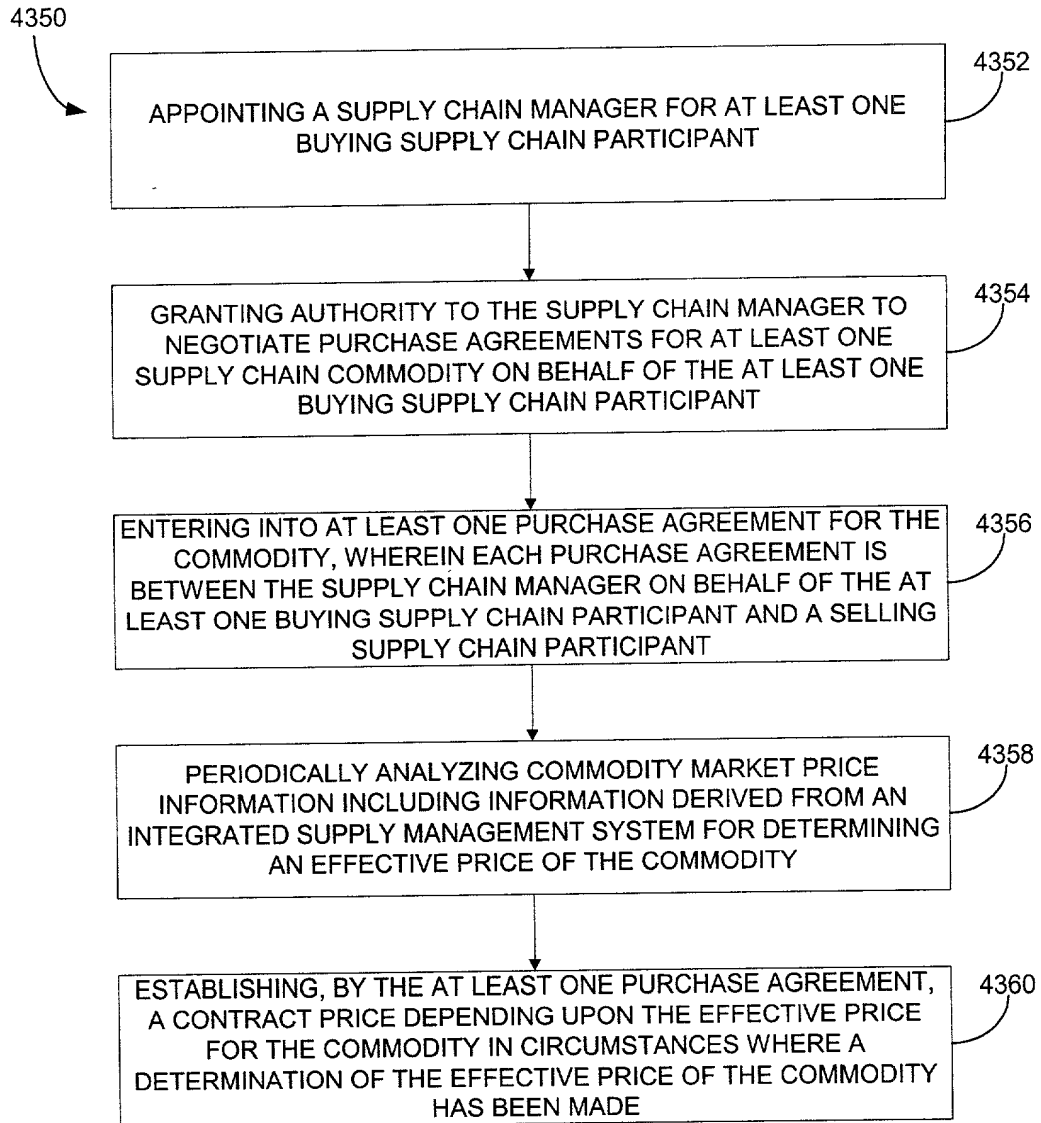 4350
4352
APPOINTING A SUPPLY CHAIN MANAGER FOR AT LEAST ONE
BUYING SUPPLY CHAIN PARTICIPANT
4354
GRANTING AUTHORITY TO THE SUPPLY CHAIN MANAGER TO
NEGOTIATE PURCHASE AGREEMENTS FOR AT LEAST ONE
SUPPLY CHAIN COMMODITY ON BEHALF OF THE AT LEAST ONE
BUYING SUPPLY CHAIN PARTICIPANT
4356
ENTERING INTO AT LEAST ONE PURCHASE AGREEMENT FOR THE
COMMODITY, WHEREIN EACH PURCHASE AGREEMENT IS
BETWEEN THE SUPPLY CHAIN MANAGER ON BEHALF OF THE AT
LEAST ONE BUYING SUPPLY CHAIN PARTICIPANT AND A SELLING
SUPPLY CHAIN PARTICIPANT
4358
PERIODICALLY ANALYZING COMMODITY MARKET PRICE
INFORMATION INCLUDING INFORMATION DERIVED FROM AN
INTEGRATED SUPPLY MANAGEMENT SYSTEM FOR DETERMINING
AN EFFECTIVE PRICE OF THE COMMODITY
4360
ESTABLISHING, BY THE AT LEAST ONE PURCHASE AGREEMENT,
A CONTRACT PRICE DEPENDING UPON THE EFFECTIVE PRICE
FOR THE COMMODITY IN CIRCUMSTANCES WHERE A
DETERMINATION OF THE EFFECTIVE PRICE OF THE COMMODITY
HAS BEEN MADE